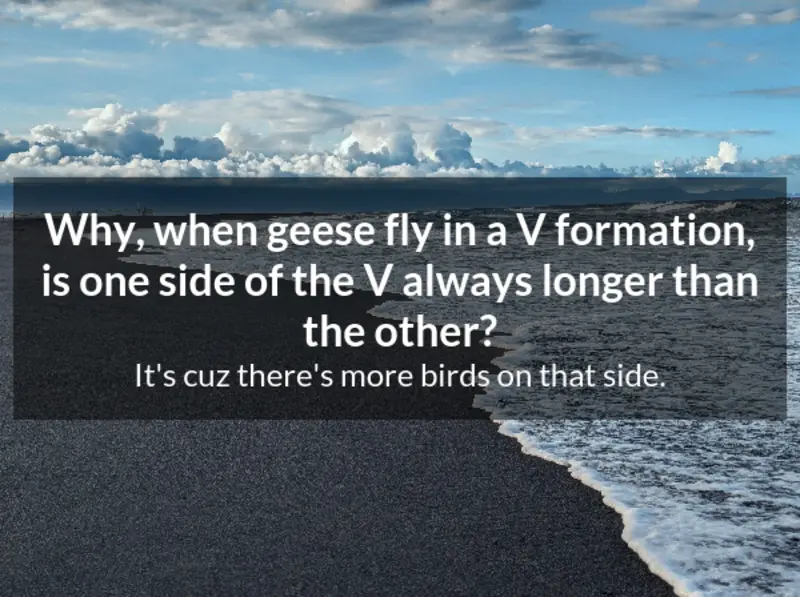 Why, when geese fly in a V formation,
is one side of the V always longer than
the other?
It's cuz there's more birds on that side.